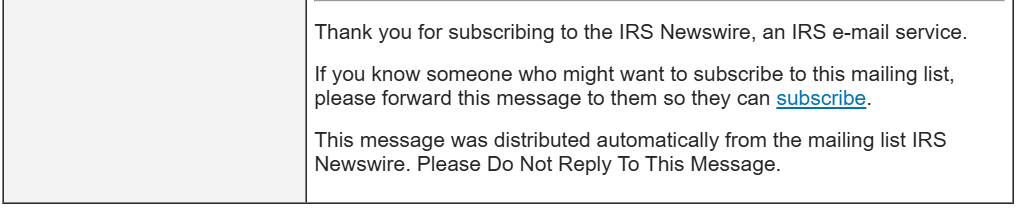 Thank you for subscribing to the IRS Newswire, an IRS e-mail service.
If you know someone who might want to subscribe to this mailing list,
please forward this message to them so they can subscribe.
This message was distributed automatically from the mailing list IRS
Newswire. Please Do Not Reply To This Message.